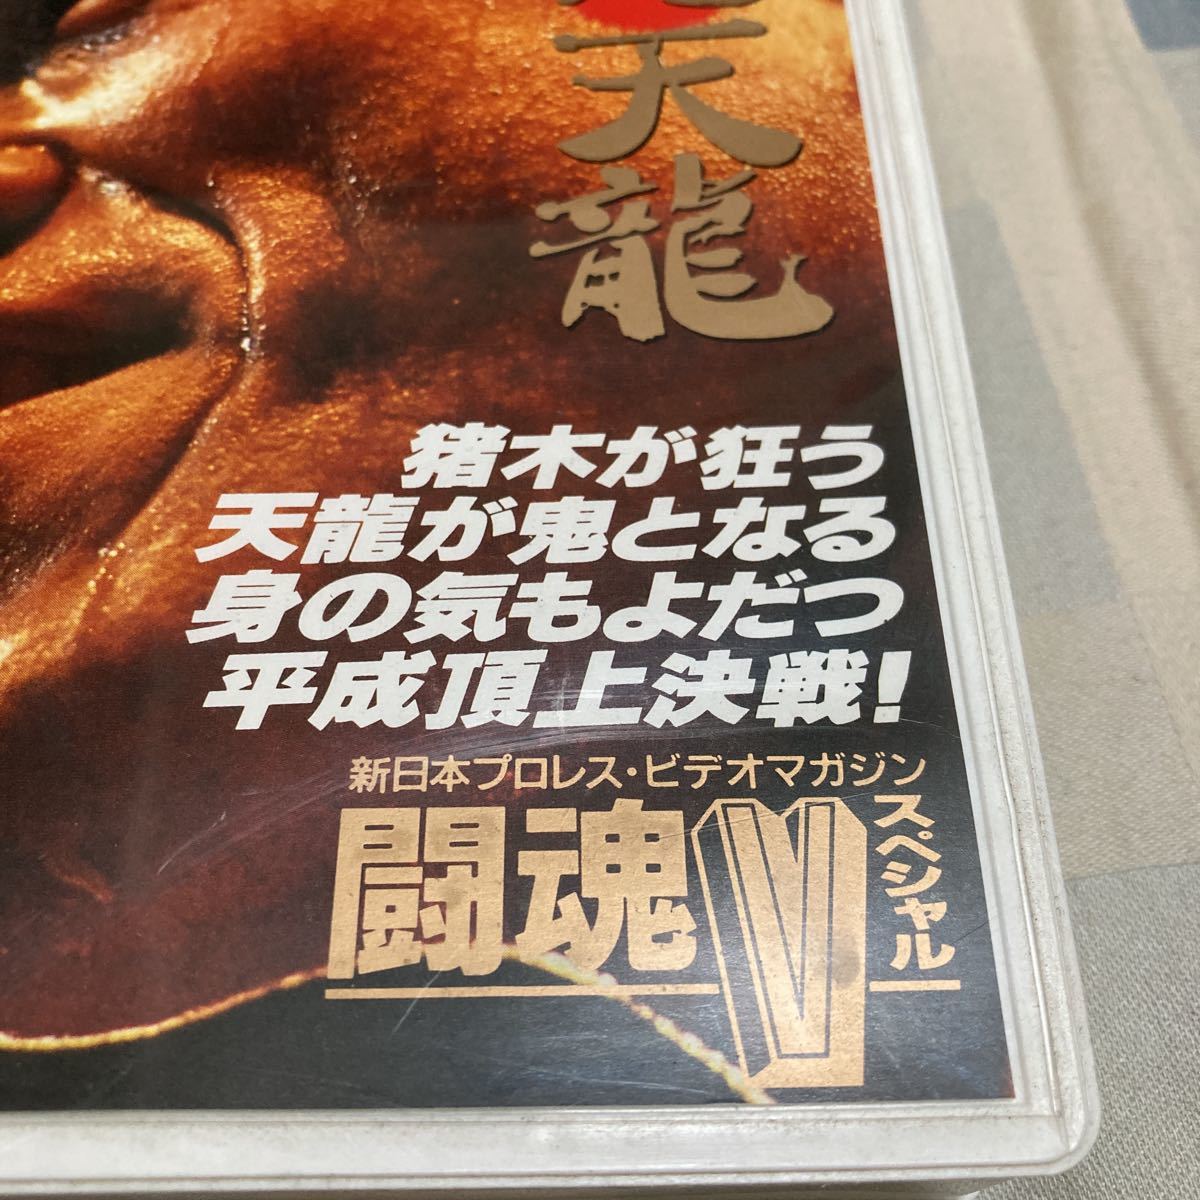 天龍
猪木が狂う
天龍が鬼となる
身の気もよだつ
平成頂上決戦!
新日本プロレス・ビデオマガジン
闘魂V
スペシャル